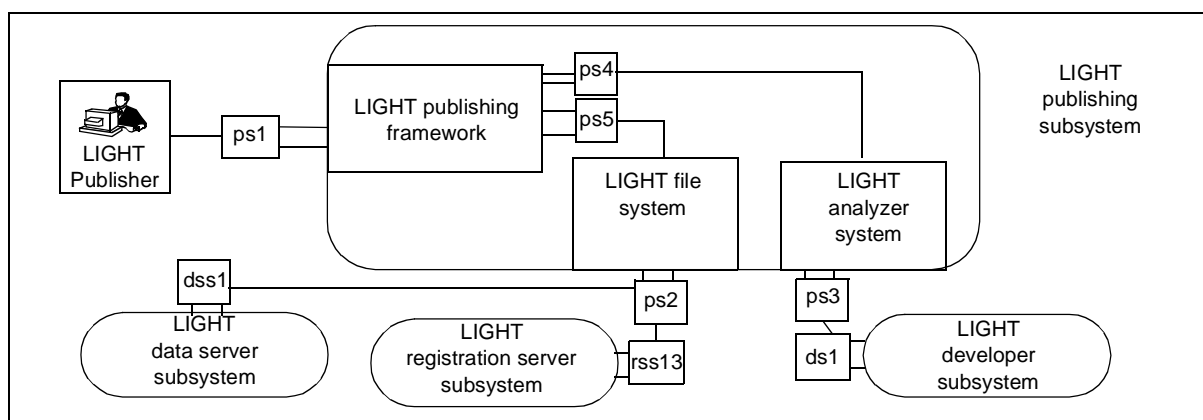 LIGHT
Publisher
ps1
LIGHT publishing
framework
ps4
ps5
LIGHT
publishing
subsystem
LIGHT file
system
LIGHT
analyzer
system
dss1
ps2
ps3
LIGHT
data server
subsystem
LIGHT
registration server
subsystem
rss13
ds1
LIGHT
developer
subsystem